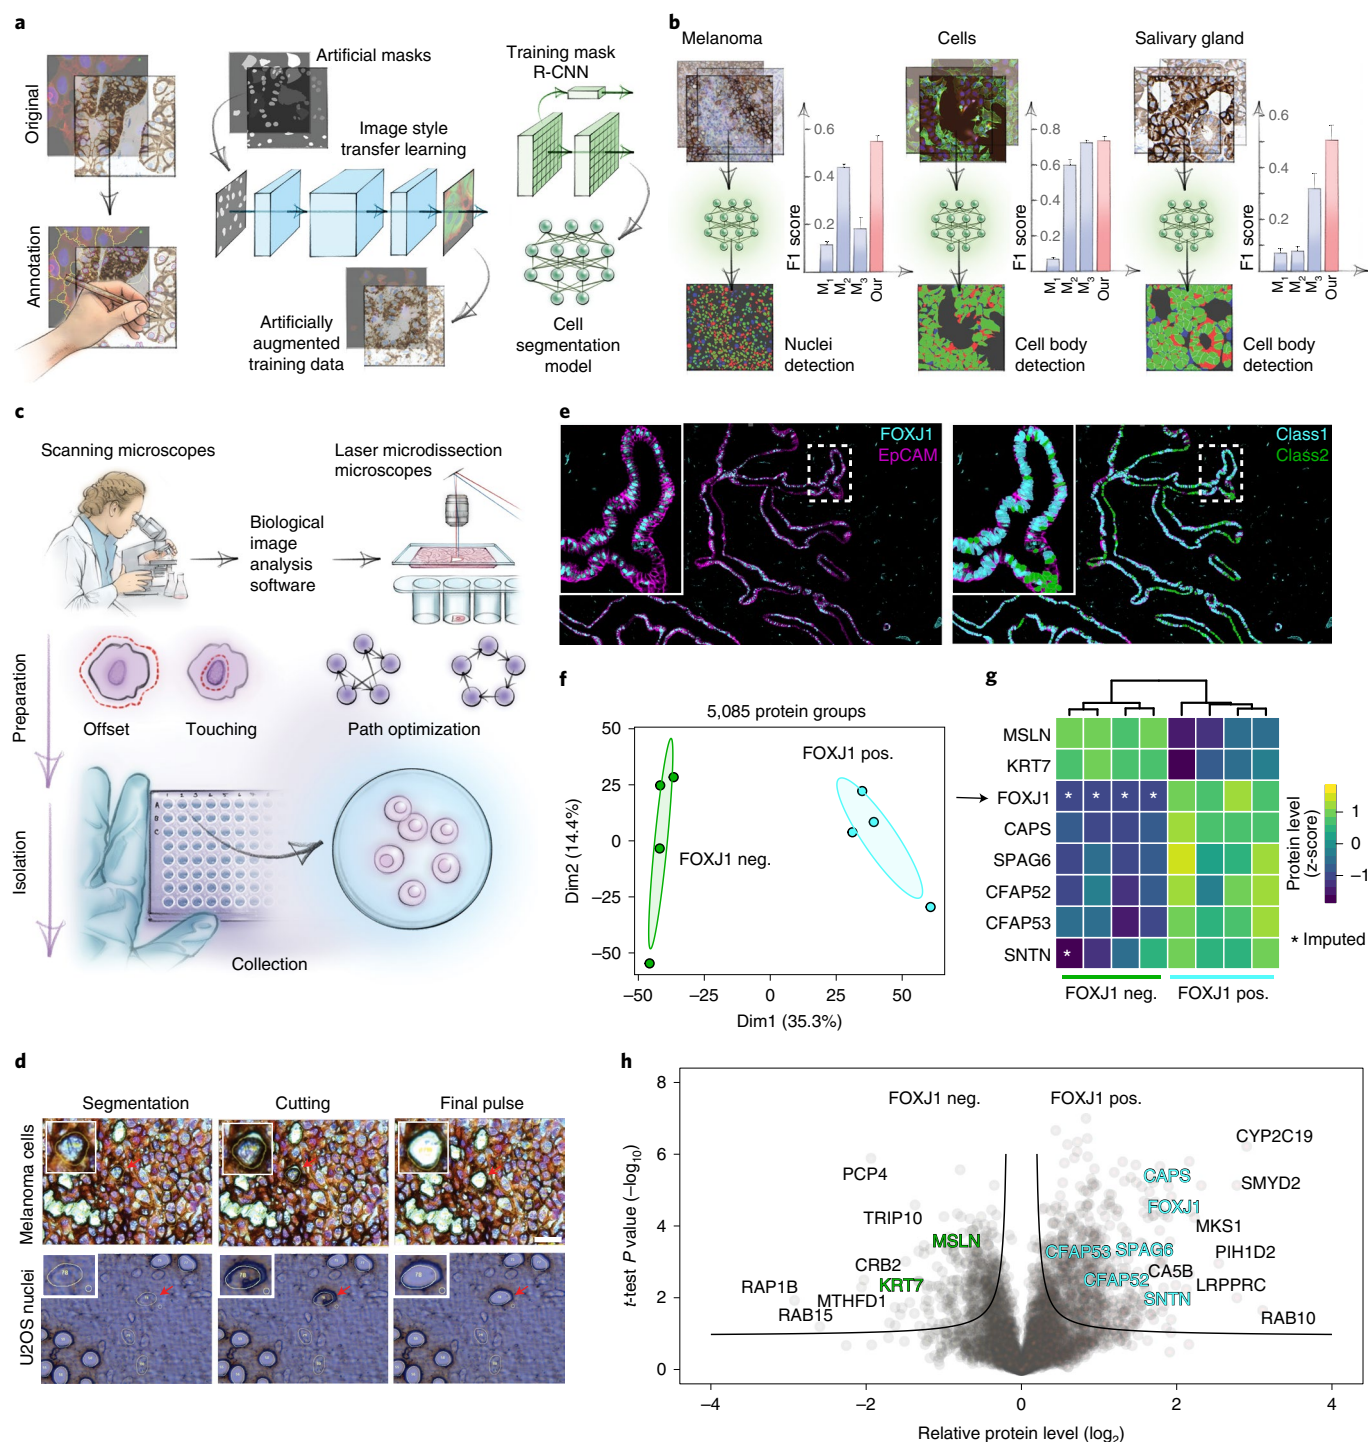 a
Original
Annotation
Artificial masks
Image style
transfer learning
Artificially
augmented
training data
Training mask
R-CNN
Cell
segmentation
model
b
Melanoma
F1 score
0.6
0.2
M1
M2
M3
Our
Nuclei
detection
Cells
F1 score
0.8
0.6
0.4
0.2
M1
M2
M3
Our
Cell body
detection
Salivary gland
F1 score
0.6
0.2
M1
M2
M3
Our
Cell body
detection
c
Scanning microscopes
Biological
image
analysis
software
Laser microdissection
microscopes
Preparation
Offset
Touching
Path optimization
Isolation
A
B
C
Collection
d
Segmentation
Cutting
Final pulse
Melanoma cells
U2OS nuclei
e
FOXJ1
EpCAM
Class1
Class2
f
5,085 protein groups
FOXJ1 pos.
FOXJ1 neg.
Dim2 (14.4%)
50
25
0
−25
−50
−50
−25
0
25
50
Dim1 (35.3%)
g
MSLN
KRT7
FOXJ1
* * * *
CAPS
SPAG6
CFAP52
CFAP53
SNTN
*
FOXJ1 neg.
FOXJ1 pos.
1
0
−1
Protein level
(z-score)
* Imputed
h
FOXJ1 neg.
FOXJ1 pos.
t-test P value (−log10)
8
6
4
2
0
CYP2C19
PCP4
CAPS
SMYD2
FOXJ1
TRIP10
MKS1
MSLN
CFAP53
SPAG6
PIH1D2
CRB2
CA5B
KRT7
CFAP52
LRPPRC
RAP1B
MTHFD1
SNTN
RAB15
RAB10
−4
−2
0
2
4
Relative protein level (log2)